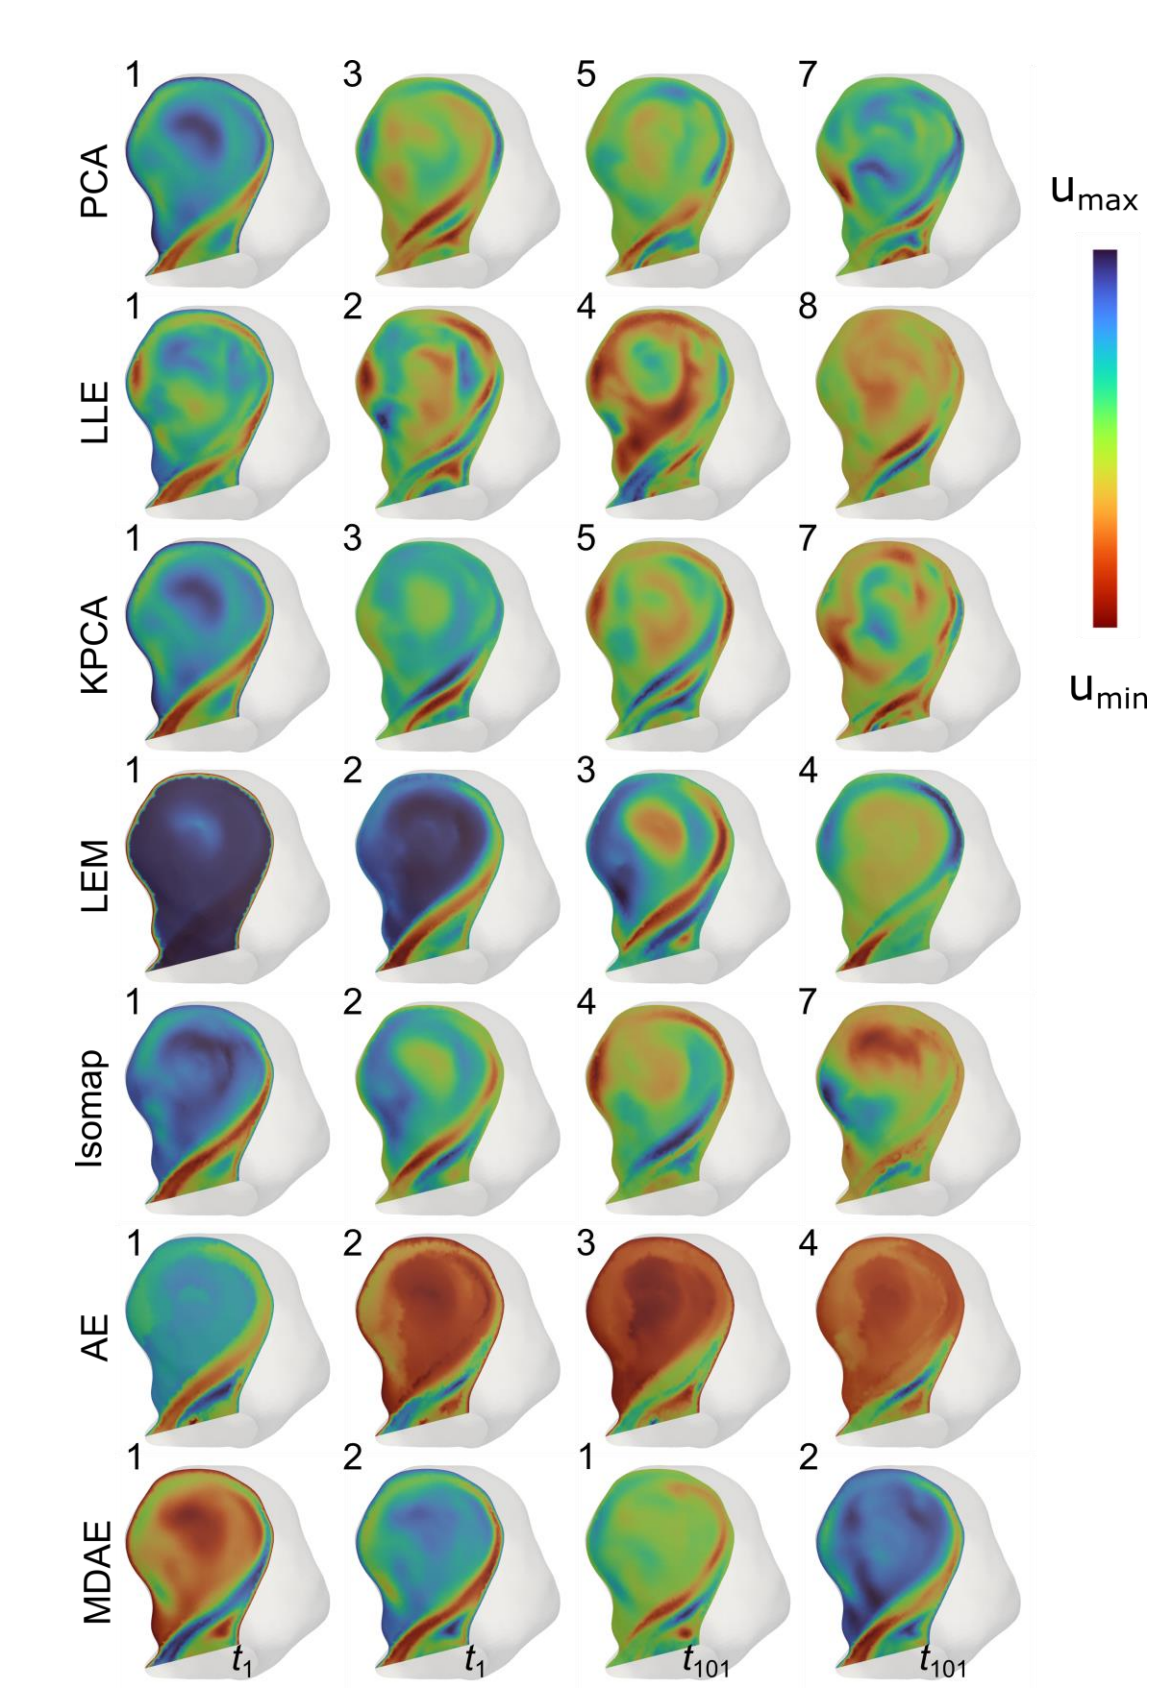 1 3 5 7
PCA
u_max
1 2 4 8
LLE
1 3 5 7
KPCA
u_min
1 2 3 4
LEM
1 2 4 7
Isomap
1 2 3 4
AE
1 2 1 2
MDAE
t_1 t_1 t_101 t_101